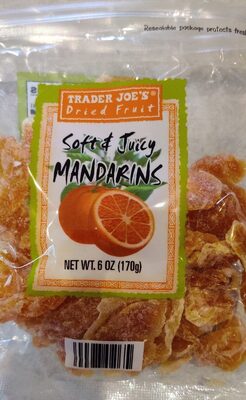 Resealable package protects fresh
TRADER JOE'S®
Dried Fruit
Soft & Juicy
MANDARINS
NET WT. 6 OZ (170g)